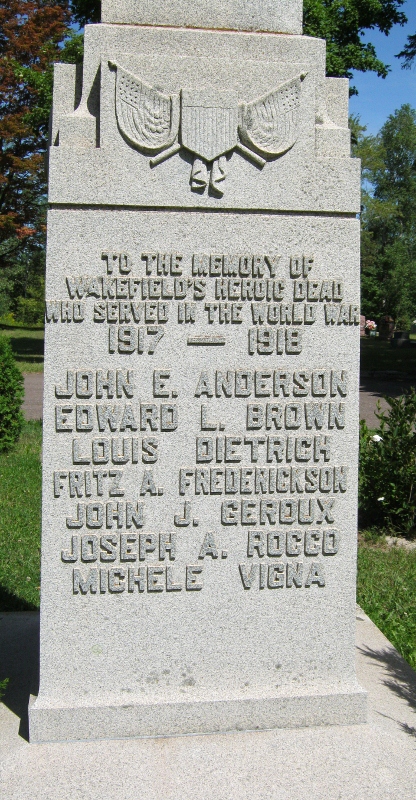 TO THE MEMORY OF
WAKEFIELD'S HEROIC DEAD
WHO SERVED IN THE WORLD WAR
1917 — 1918
JOHN E. ANDERSON
EDWARD L. BROWN
LOUIS DIETRICH
FRITZ A. FREDERICKSON
JOHN J. GEROUX
JOSEPH A. ROCCO
MICHELE VIGNA